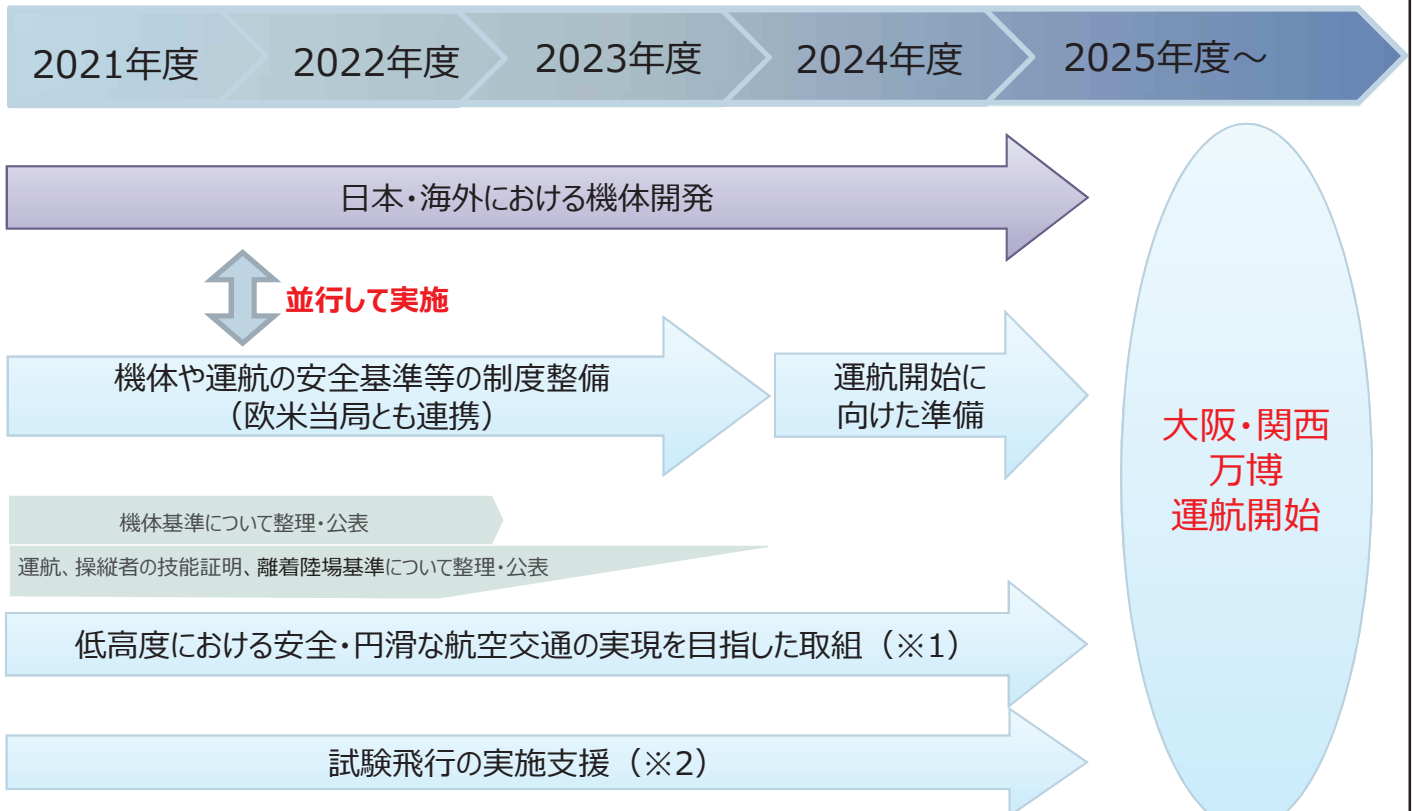 2021年度
2022年度
2023年度
2024年度
2025年度～
日本・海外における機体開発
並行して実施
機体や運航の安全基準等の制度整備
（欧米当局とも連携）
運航開始に
向けた準備
大阪・関西
万博
運航開始
機体基準について整理・公表
運航、操縦者の技能証明、離着陸場基準について整理・公表
低高度における安全・円滑な航空交通の実現を目指した取組（※1）
試験飛行の実施支援（※2）